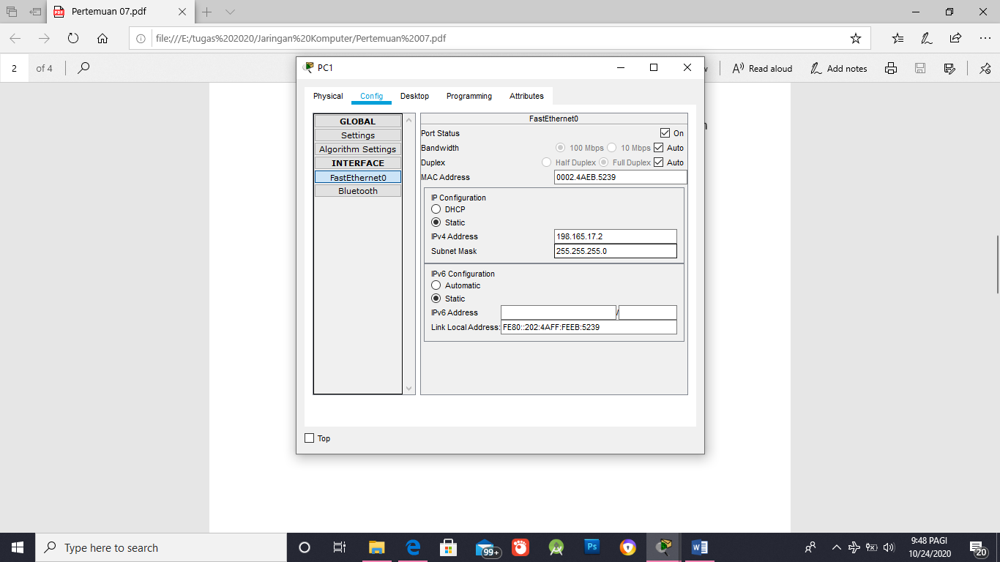 Pertemuan 07.pdf
file:///E:/tugas%202020/Jaringan%20Komputer/Pertemuan%2007.pdf
2 of 4
Read aloud
Add notes
PC1
Physical Config Desktop Programming Attributes
GLOBAL
Settings
Algorithm Settings
INTERFACE
FastEthernet0
Bluetooth
FastEthernet0
Port Status On
Bandwidth 100 Mbps 10 Mbps Auto
Duplex Half Duplex Full Duplex Auto
MAC Address 0002.4AEB.5239
IP Configuration
DHCP
Static
IPv4 Address 198.165.17.2
Subnet Mask 255.255.255.0
IPv6 Configuration
Automatic
Static
IPv6 Address /
Link Local Address: FE80::202:4AFF:FEEB:5239
Top
Type here to search
99+
Ps
9:48 PAGI
10/24/2020
20